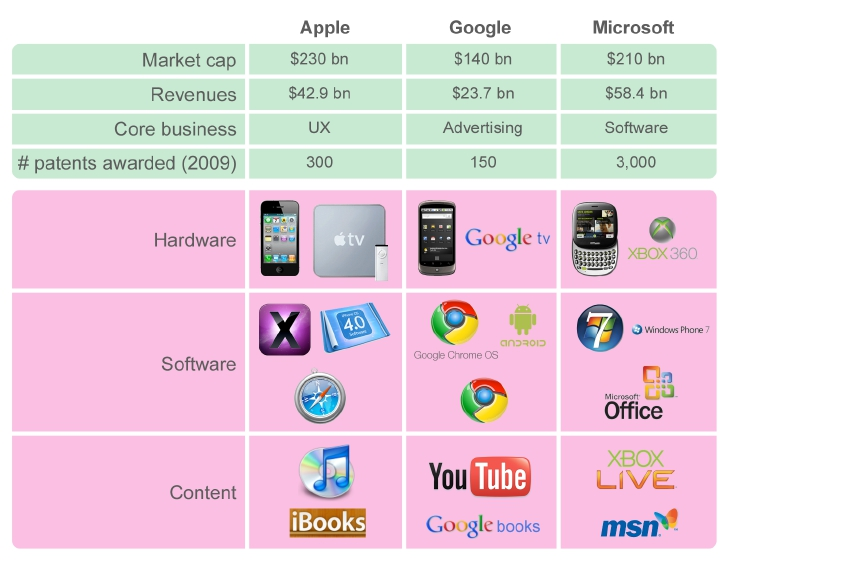 Apple Google Microsoft
Market cap $230 bn $140 bn $210 bn
Revenues $42.9 bn $23.7 bn $58.4 bn
Core business UX Advertising Software
# patents awarded (2009) 300 150 3,000
Hardware
tv
Google tv
XBOX 360
Software
X
4.0
Google Chrome OS
android
7
Windows Phone 7
Microsoft
Office
Content
iBooks
YouTube
Google books
XBOX
LIVE
msn